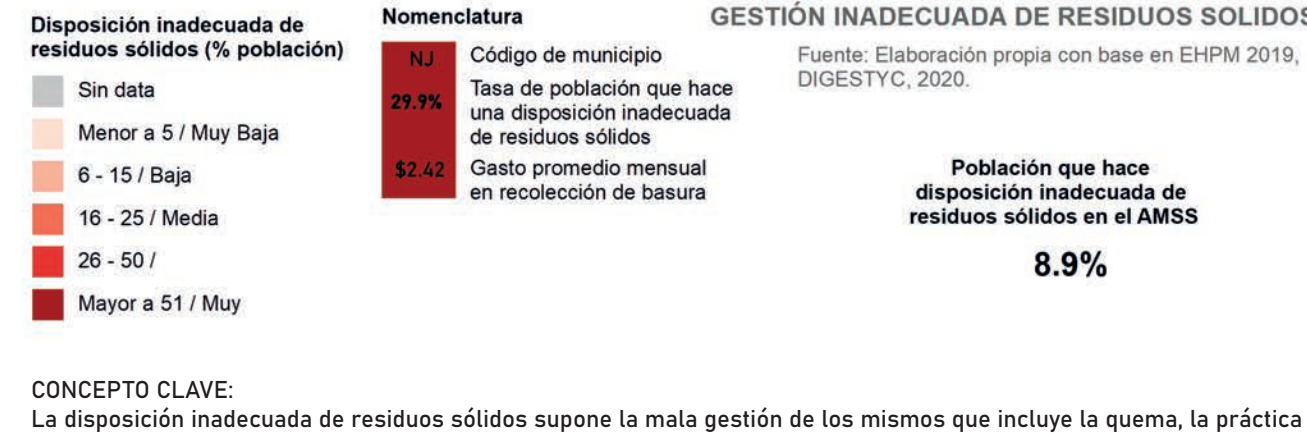 Disposición inadecuada de
residuos sólidos (% población)
Sin data
Menor a 5 / Muy Baja
6 - 15 / Baja
16 - 25 / Media
26 - 50 /
Mayor a 51 / Muy
Nomenclatura
NJ
Código de municipio
29.9%
Tasa de población que hace
una disposición inadecuada
de residuos sólidos
$2.42
Gasto promedio mensual
en recolección de basura
GESTIÓN INADECUADA DE RESIDUOS SOLIDOS
Fuente: Elaboración propia con base en EHPM 2019,
DIGESTYC, 2020.
Población que hace
disposición inadecuada de
residuos sólidos en el AMSS
8.9%
CONCEPTO CLAVE:
La disposición inadecuada de residuos sólidos supone la mala gestión de los mismos que incluye la quema, la práctica